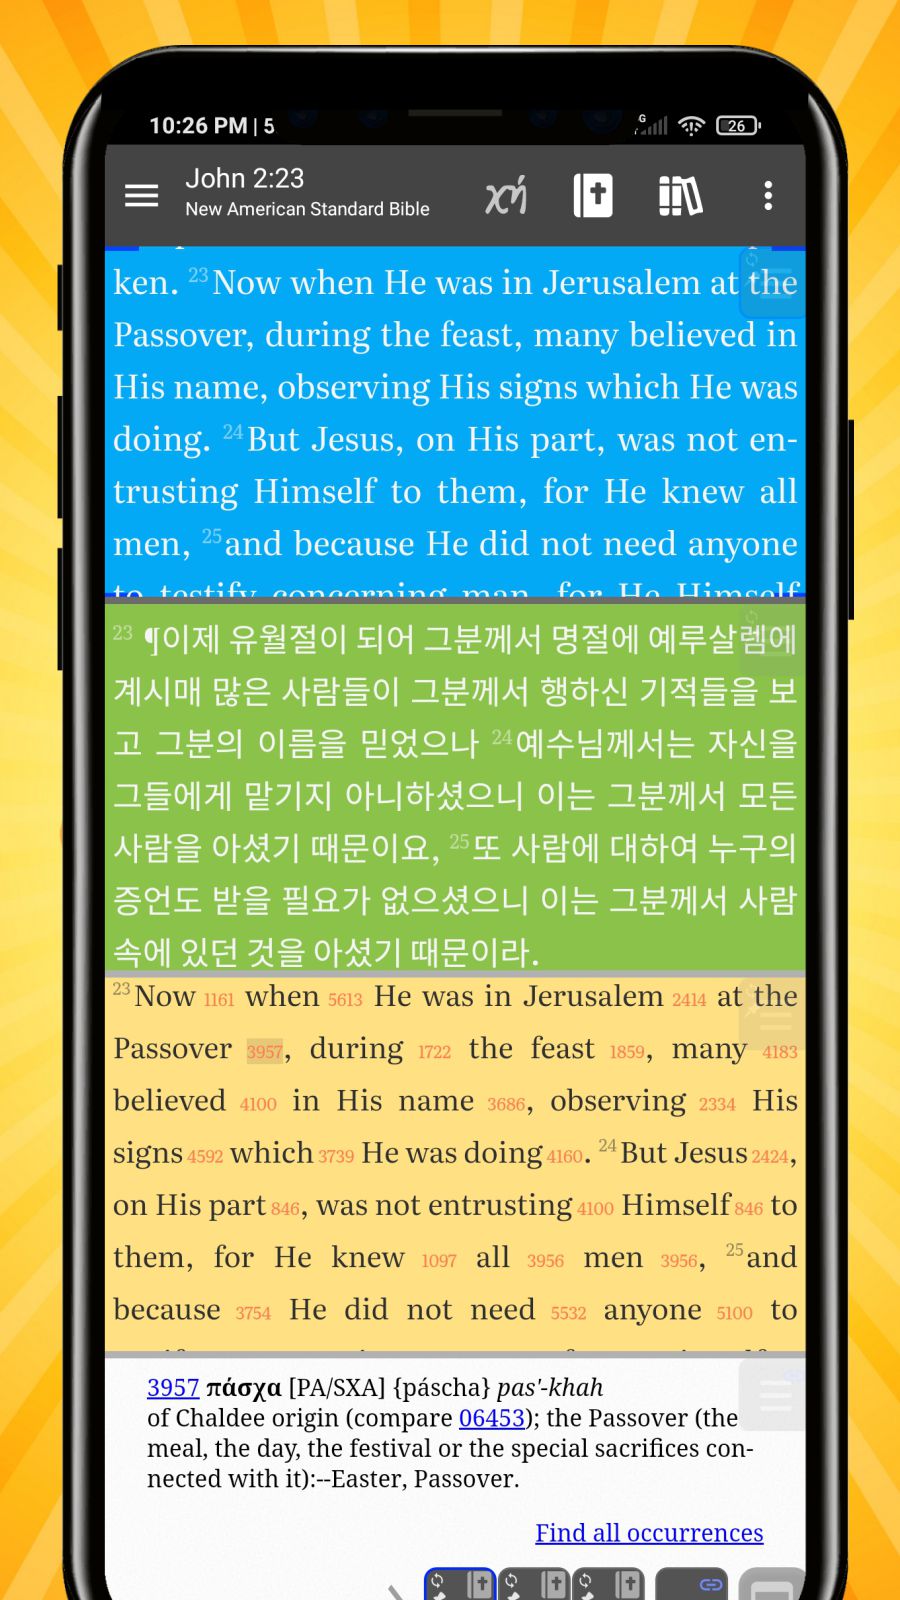 10:26 PM | 5
G
26
John 2:23
New American Standard Bible
χή
ken. 23 Now when He was in Jerusalem at the
Passover, during the feast, many believed in
His name, observing His signs which He was
doing. 24 But Jesus, on His part, was not en-
trusting Himself to them, for He knew all
men, 25 and because He did not need anyone
to testify concerning man, for He Himself
23 ¶이제 유월절이 되어 그분께서 명절에 예루살렘에
계시매 많은 사람들이 그분께서 행하신 기적들을 보
고 그분의 이름을 믿었으나 24 예수님께서는 자신을
그들에게 맡기지 아니하셨으니 이는 그분께서 모든
사람을 아셨기 때문이요, 25 또 사람에 대하여 누구의
증언도 받을 필요가 없으셨으니 이는 그분께서 사람
속에 있던 것을 아셨기 때문이라.
23 Now 1161 when 5613 He was in Jerusalem 2414 at the
Passover 3957, during 1722 the feast 1859, many 4183
believed 4100 in His name 3686, observing 2334 His
signs 4592 which 3739 He was doing 4160. 24 But Jesus 2424,
on His part 846, was not entrusting 4100 Himself 846 to
them, for He knew 1097 all 3956 men 3956, 25 and
because 3754 He did not need 5532 anyone 5100 to
3957 πάσχα [PA/SXA] {páscha} pas'-khah
of Chaldee origin (compare 06453); the Passover (the
meal, the day, the festival or the special sacrifices con-
nected with it):--Easter, Passover.
Find all occurrences